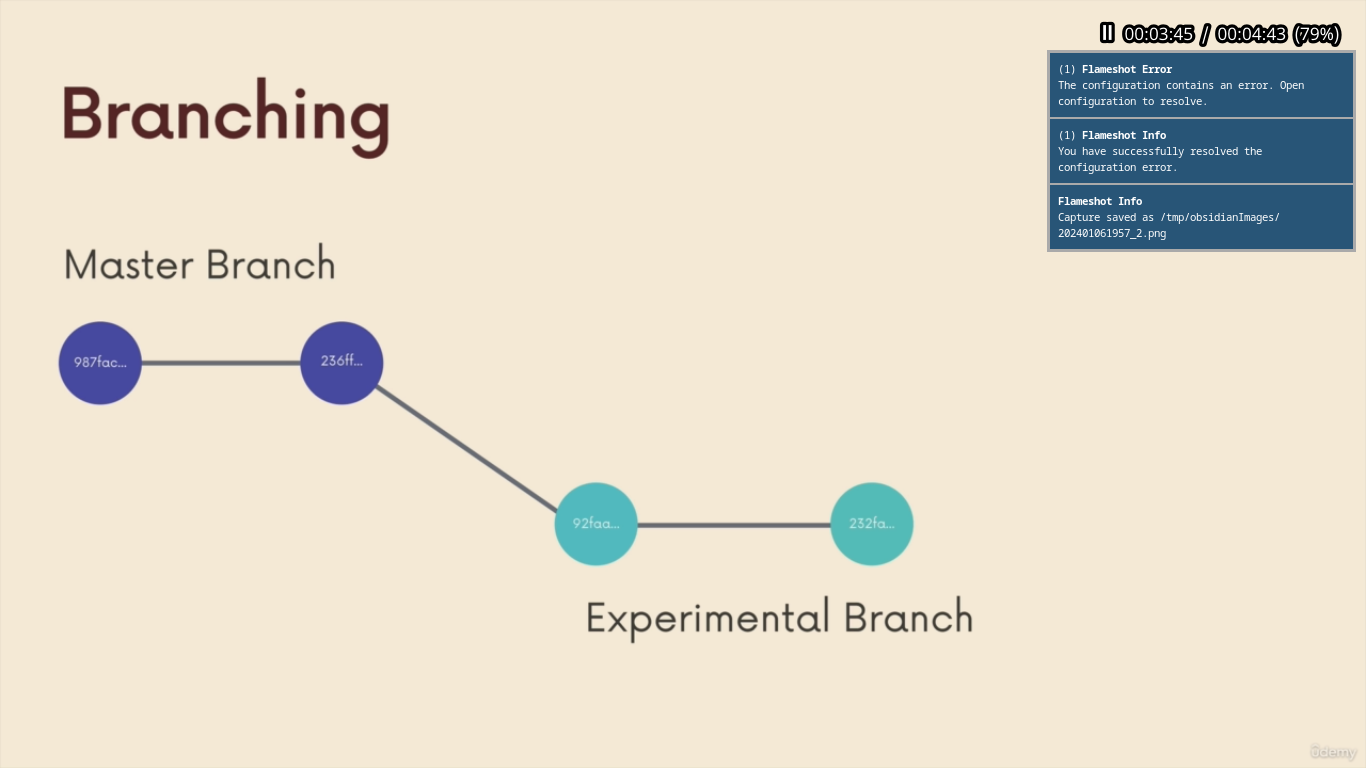 00:03:45 / 00:04:43 (79%)
(1) Flameshot Error
The configuration contains an error. Open
configuration to resolve.
(1) Flameshot Info
You have successfully resolved the
configuration error.
Flameshot Info
Capture saved as /tmp/obsidianImages/
202401061957_2.png
Branching
Master Branch
987fac...
236ff...
92faa...
232fa...
Experimental Branch
ûdemy